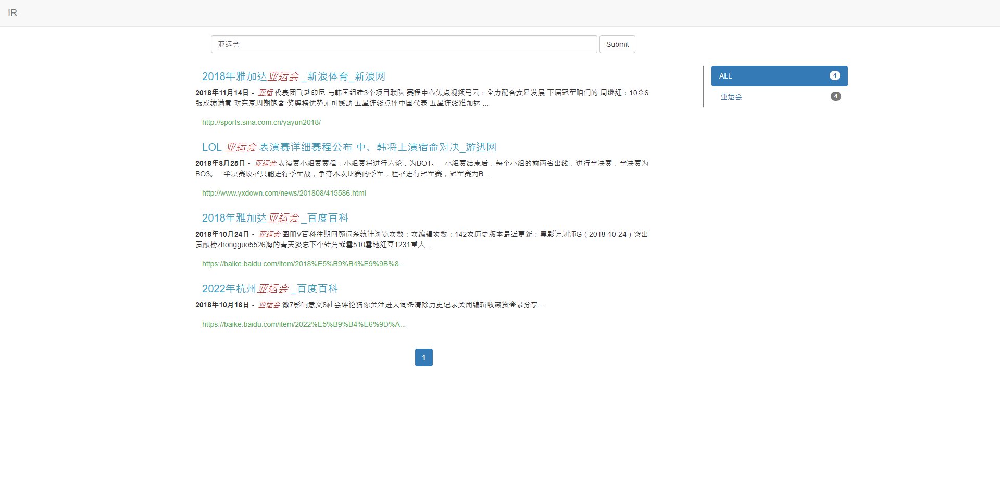 IR
亚运会
Submit
2018年雅加达亚运会_新浪体育_新浪网
2018年11月14日 - 亚运 代表团飞赴印尼 与韩国组建3个项目联队 赛程中心焦点视频马云：全力配合女足发展 下届冠军咱们的 周继红：10金6
银成绩满意 对东京周期饱含 奖牌榜优势无可撼动 五星连线点评中国代表 五星连线雅加达 ...
http://sports.sina.com.cn/yayun2018/
LOL 亚运会 表演赛详细赛程公布 中、韩将上演宿命对决_游迅网
2018年8月25日 - 亚运会 表演赛小组赛赛程，小组赛将进行六轮，为BO1。 小组赛结束后，每个小组的前两名出线，进行半决赛，半决赛为
BO3。 半决赛败者只能进行季军战，争夺本次比赛的季军，胜者进行冠军赛，冠军赛为B ...
http://www.yxdown.com/news/201808/415586.html
2018年雅加达亚运会_百度百科
2018年10月24日 - 亚运会 图册V百科往期回顾词条统计浏览次数：次编辑次数：142次历史版本最近更新：黑影计划师G（2018-10-24）突出
贡献榜zhongguo5526海的青天淡忘下个转角紫雪510雪地红豆1231重大 ...
https://baike.baidu.com/item/2018%E5%B9%B4%E9%9B%8...
2022年杭州亚运会_百度百科
2018年10月16日 - 亚运会 徽7影响意义8社会评论猜你关注进入词条清除历史记录关闭编辑收藏赞登录分享 ...
https://baike.baidu.com/item/2022%E5%B9%B4%E6%9D%A...
1
ALL 4
亚运会 4